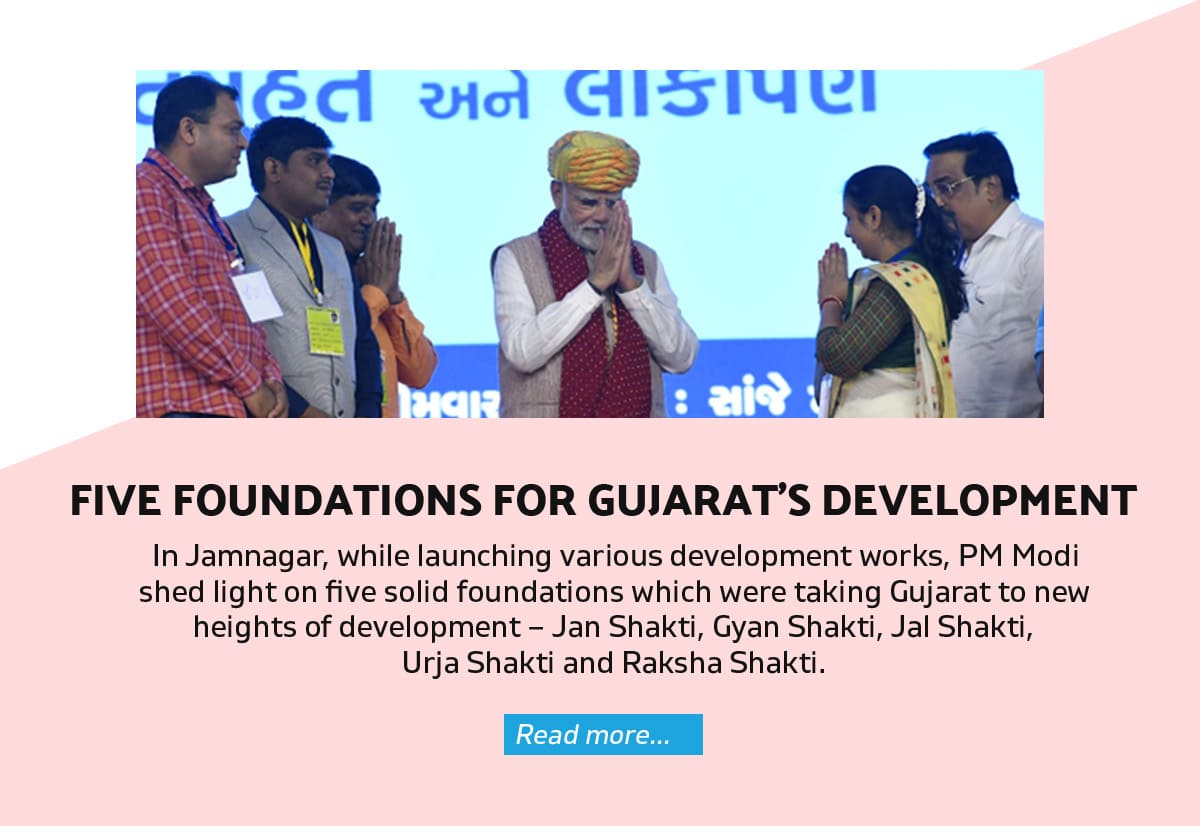 અને
FIVE FOUNDATIONS FOR GUJARAT'S DEVELOPMENT
In Jamnagar, while launching various development works, PM Modi
shed light on five solid foundations which were taking Gujarat to new
heights of development – Jan Shakti, Gyan Shakti, Jal Shakti,
Urja Shakti and Raksha Shakti.
Read more...